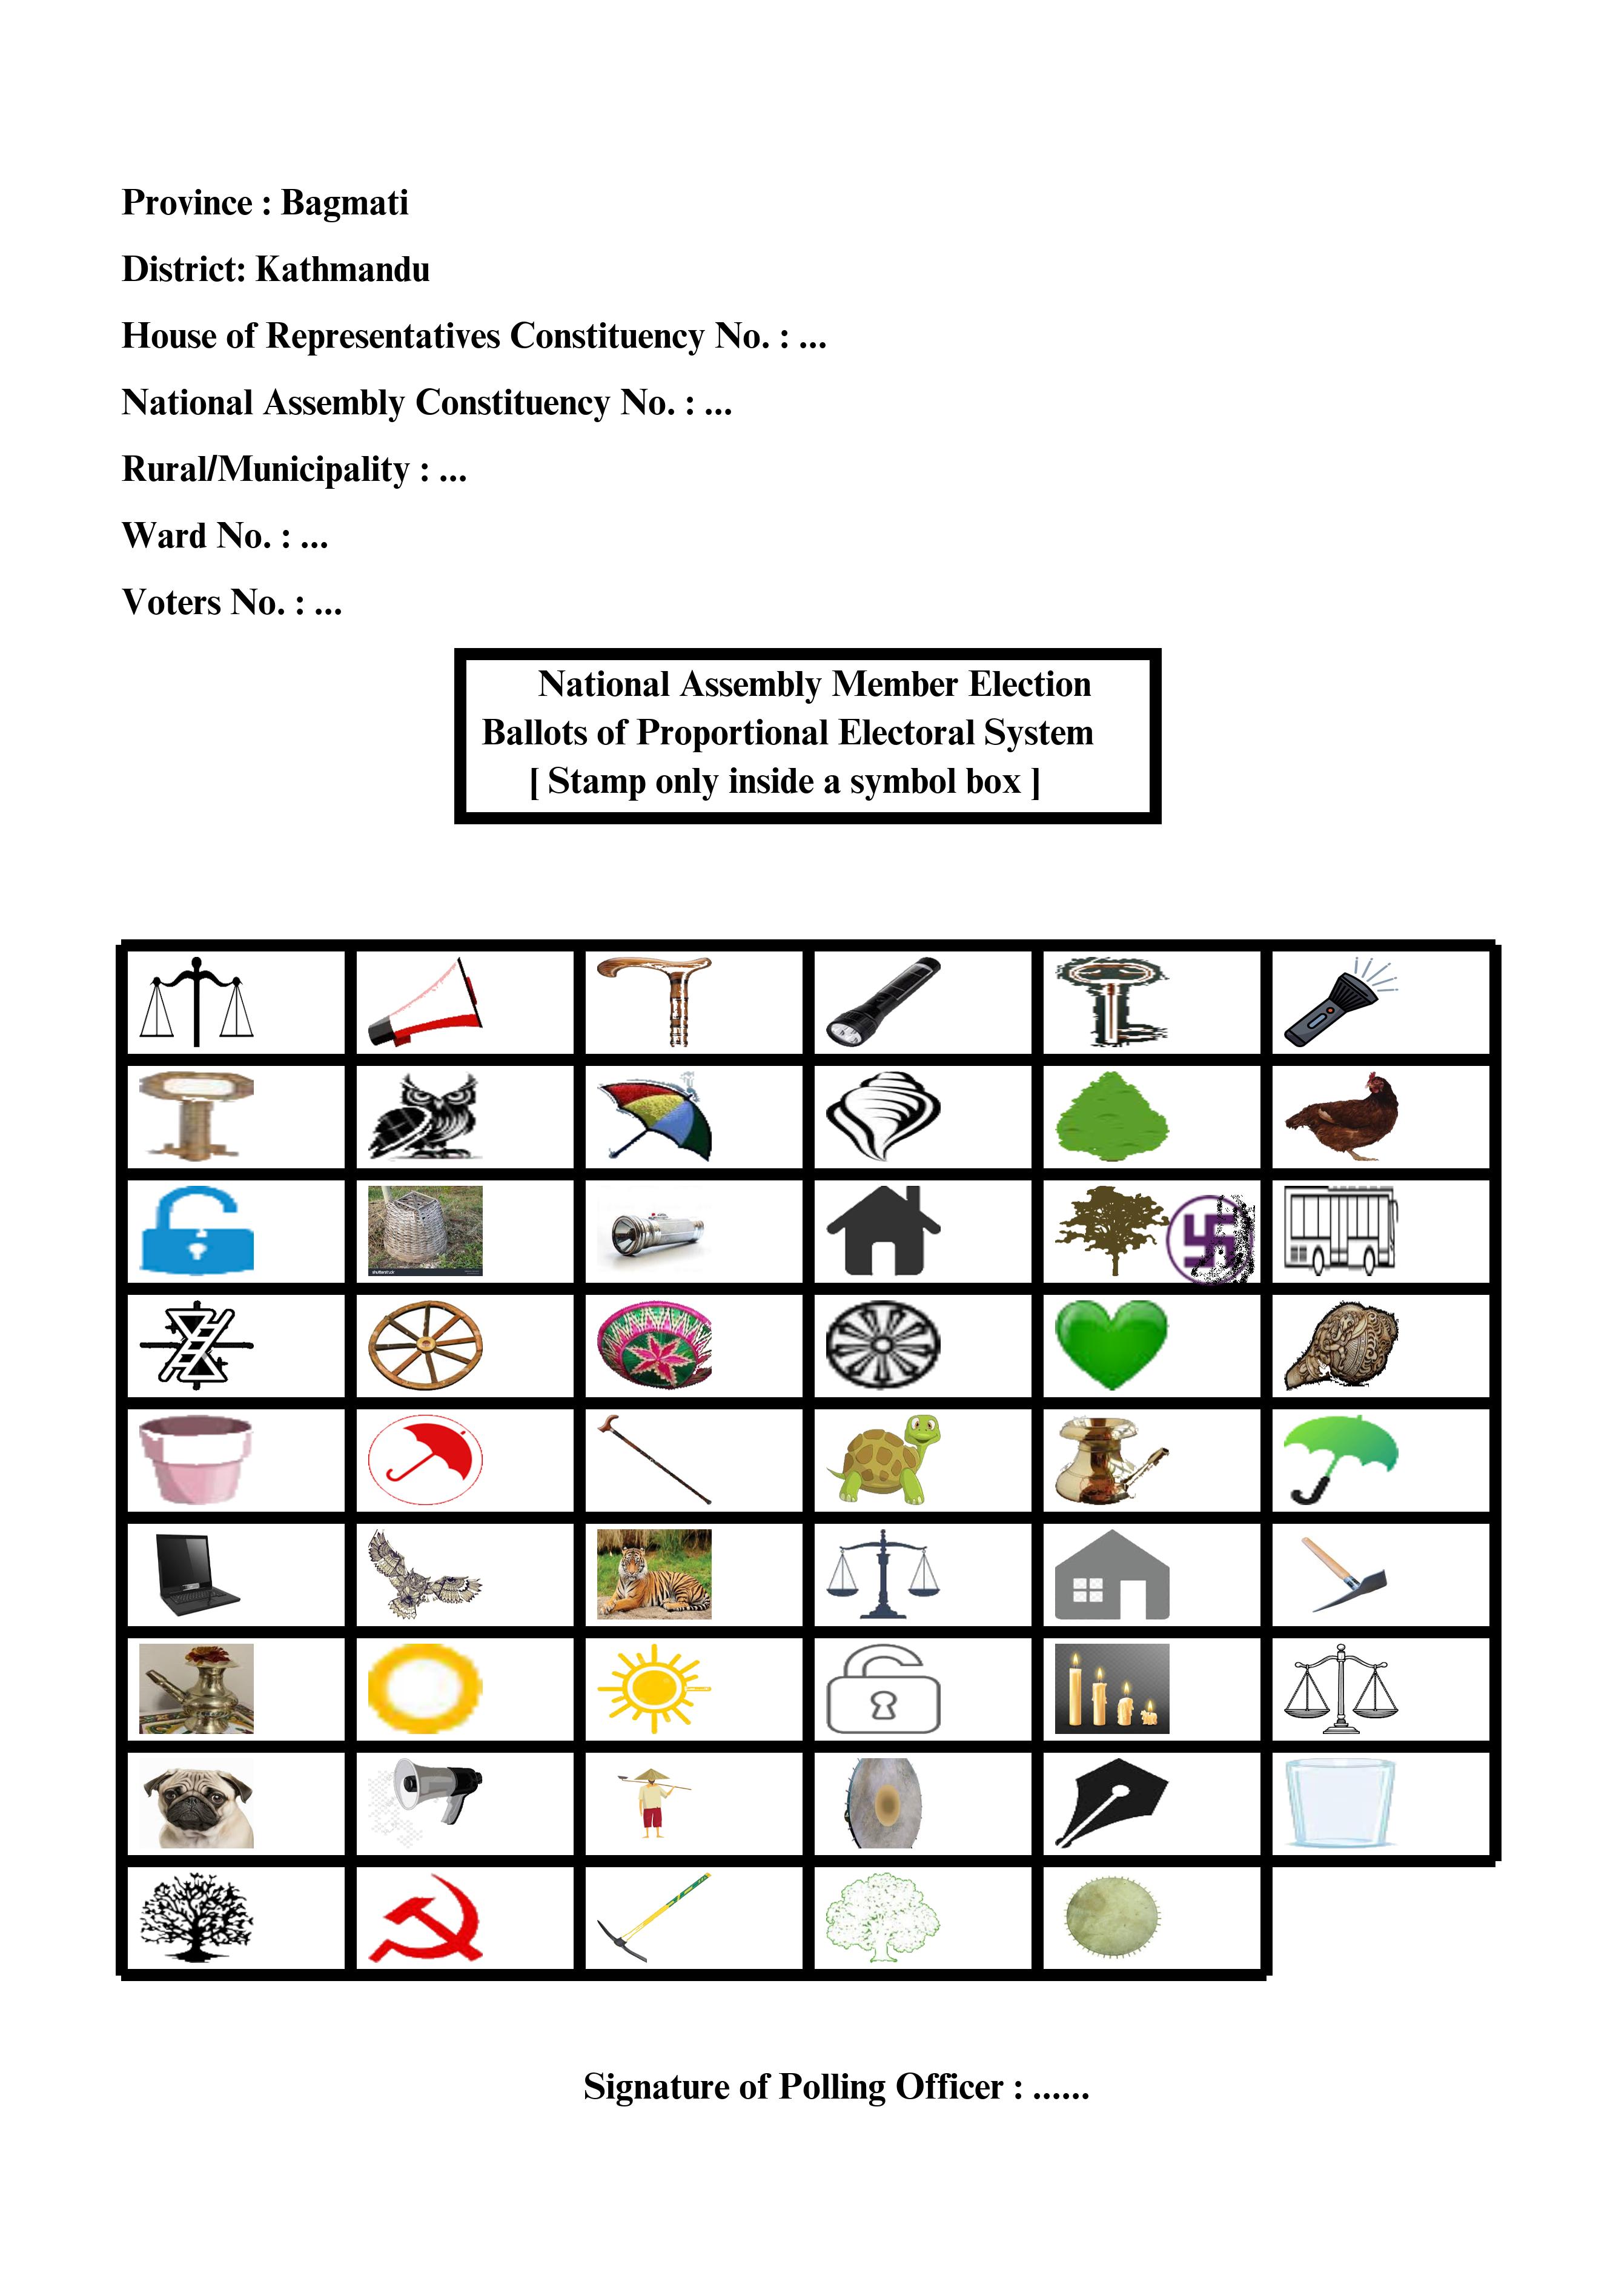 Province : Bagmati
District: Kathmandu
House of Representatives Constituency No. : ...
National Assembly Constituency No. : ...
Rural/Municipality : ...
Ward No. : ...
Voters No. : ...
National Assembly Member Election
Ballots of Proportional Electoral System
[ Stamp only inside a symbol box ]
Signature of Polling Officer : ......